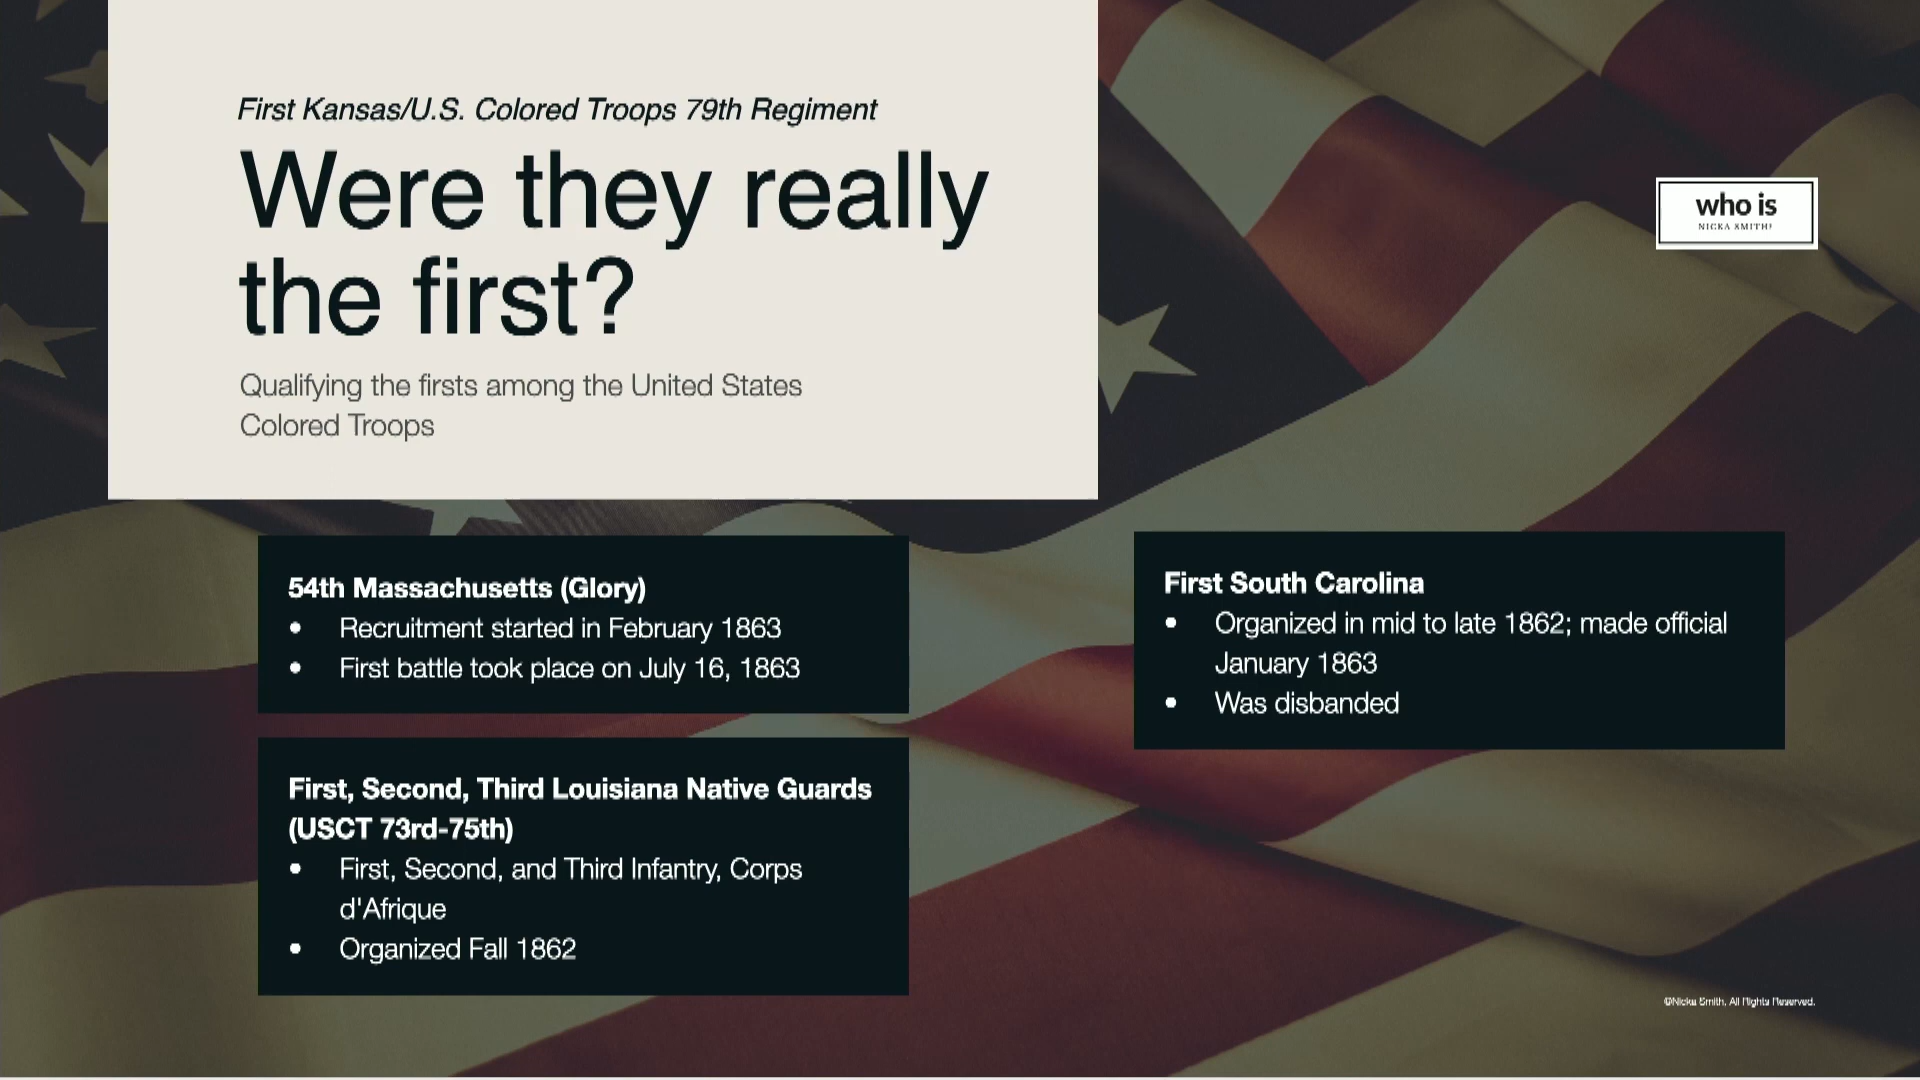 First Kansas/U.S. Colored Troops 79th Regiment
Were they really
the first?
Qualifying the firsts among the United States
Colored Troops
who is
NICKA SMITH?
54th Massachusetts (Glory)
• Recruitment started in February 1863
• First battle took place on July 16, 1863
First, Second, Third Louisiana Native Guards
(USCT 73rd-75th)
• First, Second, and Third Infantry, Corps
d'Afrique
• Organized Fall 1862
First South Carolina
• Organized in mid to late 1862; made official
January 1863
• Was disbanded
©Nicka Smith. All Rights Reserved.